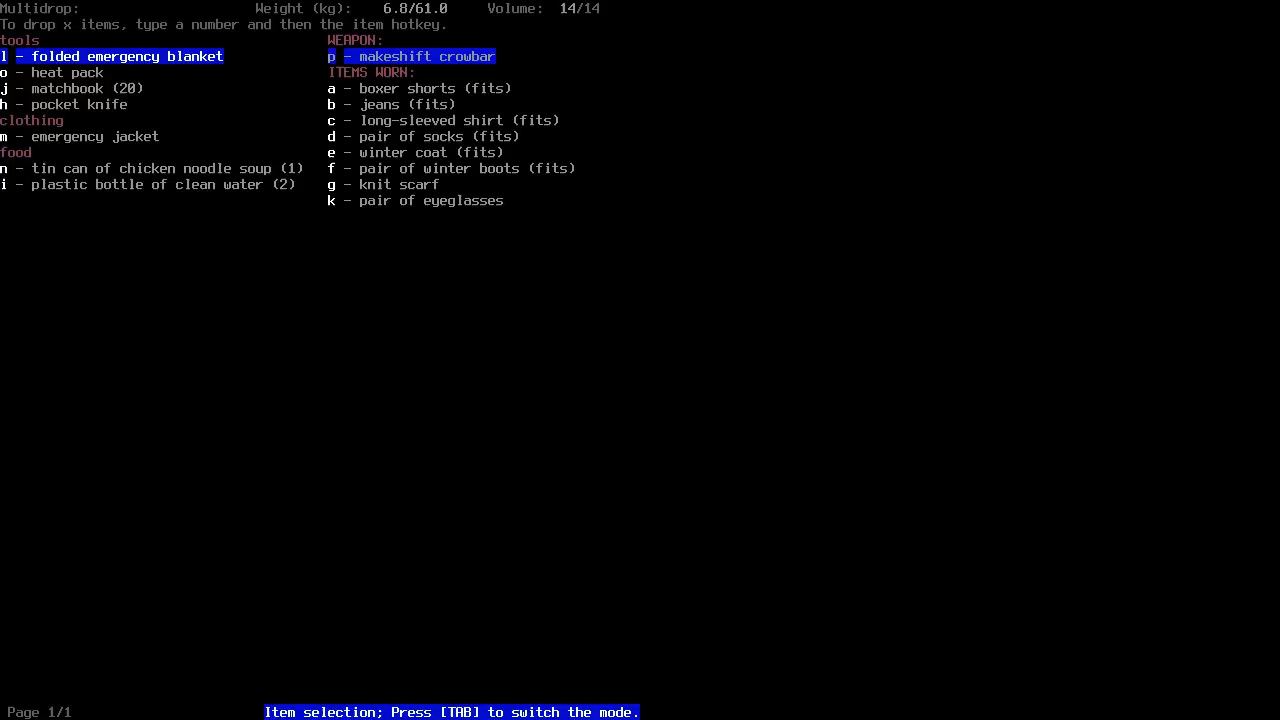 Multidrop: Weight (kg): 6.8/61.0 Volume: 14/14
To drop x items, type a number and then the item hotkey.
tools
l - folded emergency blanket
o - heat pack
j - matchbook (20)
h - pocket knife
clothing
m - emergency jacket
food
n - tin can of chicken noodle soup (1)
i - plastic bottle of clean water (2)
WEAPON:
p - makeshift crowbar
ITEMS WORN:
a - boxer shorts (fits)
b - jeans (fits)
c - long-sleeved shirt (fits)
d - pair of socks (fits)
e - winter coat (fits)
f - pair of winter boots (fits)
g - knit scarf
k - pair of eyeglasses
Page 1/1 Item selection; Press [TAB] to switch the mode.